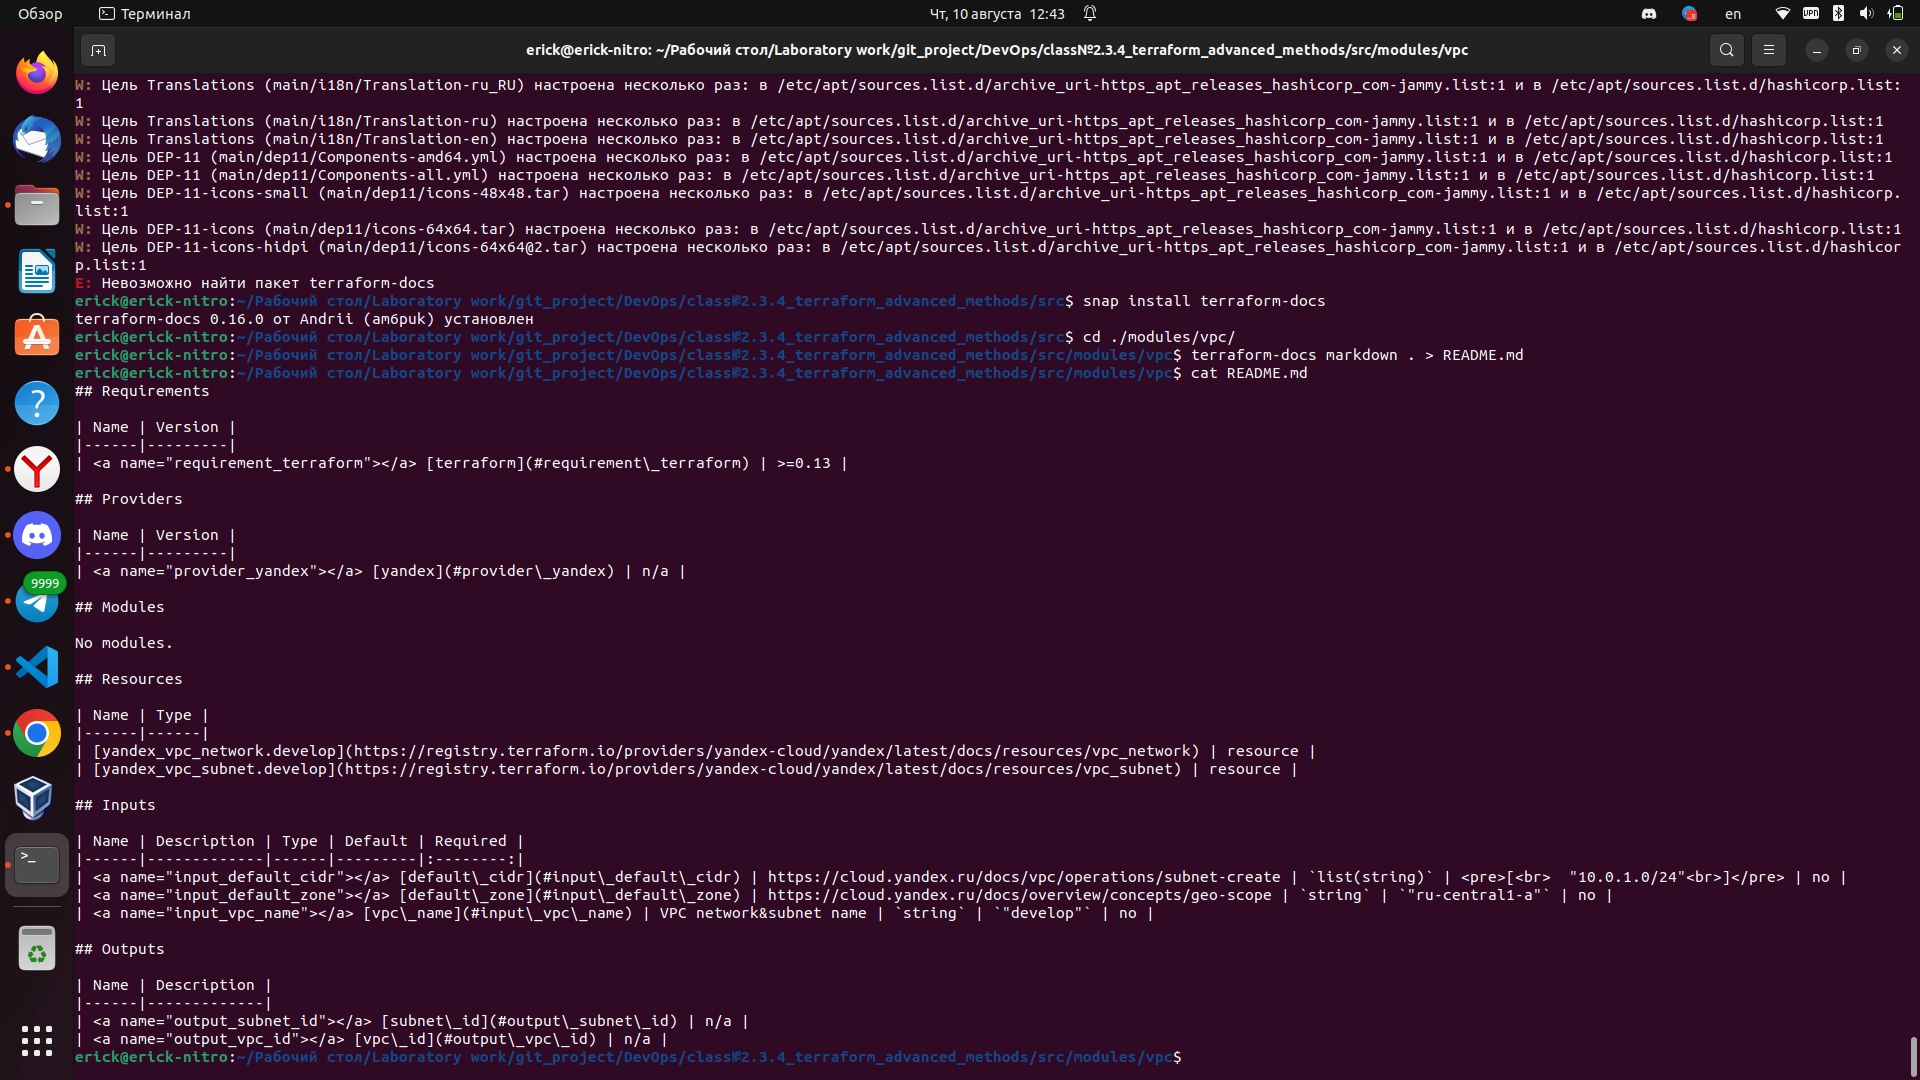 Обзор
Терминал
Чт, 10 августа 12:43
en
VPN
erick@erick-nitro: ~/Рабочий стол/Laboratory work/git_project/DevOps/class№2.3.4_terraform_advanced_methods/src/modules/vpc
W: Цель Translations (main/i18n/Translation-ru_RU) настроена несколько раз: в /etc/apt/sources.list.d/archive_uri-https_apt_releases_hashicorp_com-jammy.list:1 и в /etc/apt/sources.list.d/hashicorp.list:
1
W: Цель Translations (main/i18n/Translation-ru) настроена несколько раз: в /etc/apt/sources.list.d/archive_uri-https_apt_releases_hashicorp_com-jammy.list:1 и в /etc/apt/sources.list.d/hashicorp.list:1
W: Цель Translations (main/i18n/Translation-en) настроена несколько раз: в /etc/apt/sources.list.d/archive_uri-https_apt_releases_hashicorp_com-jammy.list:1 и в /etc/apt/sources.list.d/hashicorp.list:1
W: Цель DEP-11 (main/dep11/Components-amd64.yml) настроена несколько раз: в /etc/apt/sources.list.d/archive_uri-https_apt_releases_hashicorp_com-jammy.list:1 и в /etc/apt/sources.list.d/hashicorp.list:1
W: Цель DEP-11 (main/dep11/Components-all.yml) настроена несколько раз: в /etc/apt/sources.list.d/archive_uri-https_apt_releases_hashicorp_com-jammy.list:1 и в /etc/apt/sources.list.d/hashicorp.list:1
W: Цель DEP-11-icons-small (main/dep11/icons-48x48.tar) настроена несколько раз: в /etc/apt/sources.list.d/archive_uri-https_apt_releases_hashicorp_com-jammy.list:1 и в /etc/apt/sources.list.d/hashicorp.
list:1
W: Цель DEP-11-icons (main/dep11/icons-64x64.tar) настроена несколько раз: в /etc/apt/sources.list.d/archive_uri-https_apt_releases_hashicorp_com-jammy.list:1 и в /etc/apt/sources.list.d/hashicorp.list:1
W: Цель DEP-11-icons-hidpi (main/dep11/icons-64x64@2.tar) настроена несколько раз: в /etc/apt/sources.list.d/archive_uri-https_apt_releases_hashicorp_com-jammy.list:1 и в /etc/apt/sources.list.d/hashicor
p.list:1
E: Невозможно найти пакет terraform-docs
erick@erick-nitro:~/Рабочий стол/Laboratory work/git_project/DevOps/class№2.3.4_terraform_advanced_methods/src$ snap install terraform-docs
terraform-docs 0.16.0 от Andrii (am6puk) установлен
erick@erick-nitro:~/Рабочий стол/Laboratory work/git_project/DevOps/class№2.3.4_terraform_advanced_methods/src$ cd ./modules/vpc/
erick@erick-nitro:~/Рабочий стол/Laboratory work/git_project/DevOps/class№2.3.4_terraform_advanced_methods/src/modules/vpc$ terraform-docs markdown . > README.md
erick@erick-nitro:~/Рабочий стол/Laboratory work/git_project/DevOps/class№2.3.4_terraform_advanced_methods/src/modules/vpc$ cat README.md
## Requirements
| Name | Version |
|------|---------|
| <a name="requirement_terraform"></a> [terraform](#requirement\_terraform) | >=0.13 |
## Providers
| Name | Version |
|------|---------|
| <a name="provider_yandex"></a> [yandex](#provider\_yandex) | n/a |
## Modules
No modules.
## Resources
| Name | Type |
|------|------|
| [yandex_vpc_network.develop](https://registry.terraform.io/providers/yandex-cloud/yandex/latest/docs/resources/vpc_network) | resource |
| [yandex_vpc_subnet.develop](https://registry.terraform.io/providers/yandex-cloud/yandex/latest/docs/resources/vpc_subnet) | resource |
## Inputs
| Name | Description | Type | Default | Required |
|------|-------------|------|---------|:--------:|
| <a name="input_default_cidr"></a> [default\_cidr](#input\_default\_cidr) | https://cloud.yandex.ru/docs/vpc/operations/subnet-create | `list(string)` | <pre>[<br>  "10.0.1.0/24"<br>]</pre> | no |
| <a name="input_default_zone"></a> [default\_zone](#input\_default\_zone) | https://cloud.yandex.ru/docs/overview/concepts/geo-scope | `string` | `"ru-central1-a"` | no |
| <a name="input_vpc_name"></a> [vpc\_name](#input\_vpc\_name) | VPC network&subnet name | `string` | `"develop"` | no |
## Outputs
| Name | Description |
|------|-------------|
| <a name="output_subnet_id"></a> [subnet\_id](#output\_subnet\_id) | n/a |
| <a name="output_vpc_id"></a> [vpc\_id](#output\_vpc\_id) | n/a |
erick@erick-nitro:~/Рабочий стол/Laboratory work/git_project/DevOps/class№2.3.4_terraform_advanced_methods/src/modules/vpc$
9999